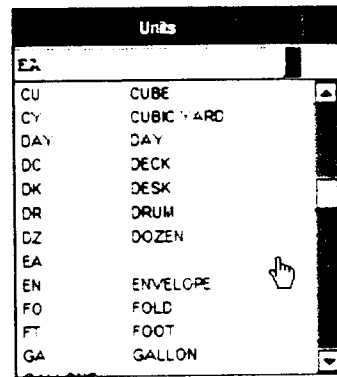 Units
EA
CU CUBE
CY CUBIC YARD
DAY DAY
DC DECK
DK DESK
DR DRUM
DZ DOZEN
EA
EN ENVELOPE
FO FOLD
FT FOOT
GA GALLON